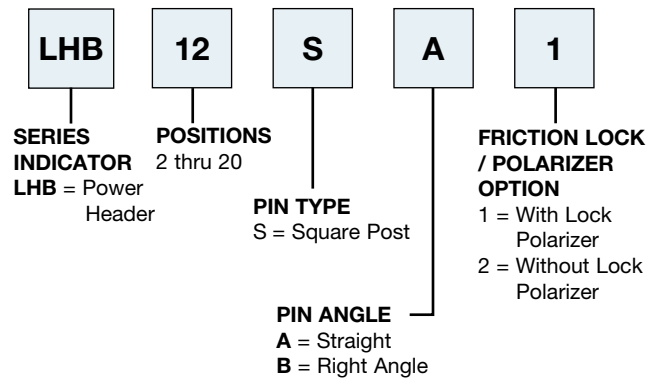 LHB 12 S A 1
SERIES
INDICATOR
LHB = Power
Header
POSITIONS
2 thru 20
PIN TYPE
S = Square Post
PIN ANGLE
A = Straight
B = Right Angle
FRICTION LOCK
/ POLARIZER
OPTION
1 = With Lock
Polarizer
2 = Without Lock
Polarizer